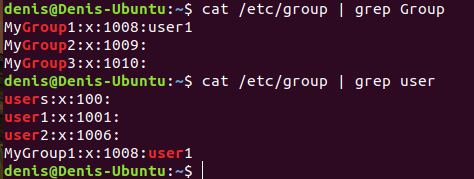 denis@Denis-Ubuntu:~$ cat /etc/group | grep Group
MyGroup1:x:1008:user1
MyGroup2:x:1009:
MyGroup3:x:1010:
denis@Denis-Ubuntu:~$ cat /etc/group | grep user
users:x:100:
user1:x:1001:
user2:x:1006:
MyGroup1:x:1008:user1
denis@Denis-Ubuntu:~$